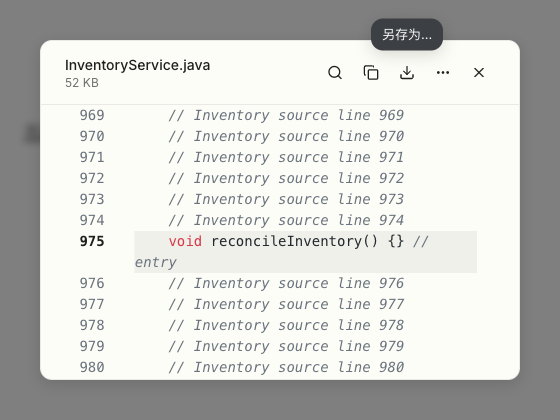 另存为...
InventoryService.java
52 KB
969 // Inventory source line 969
970 // Inventory source line 970
971 // Inventory source line 971
972 // Inventory source line 972
973 // Inventory source line 973
974 // Inventory source line 974
975 void reconcileInventory() {} //
entry
976 // Inventory source line 976
977 // Inventory source line 977
978 // Inventory source line 978
979 // Inventory source line 979
980 // Inventory source line 980